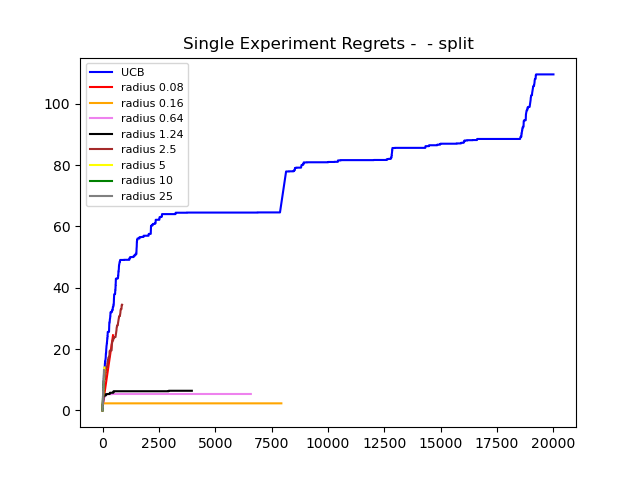 Single Experiment Regrets -  - split
UCB
radius 0.08
radius 0.16
radius 0.64
radius 1.24
radius 2.5
radius 5
radius 10
radius 25
100
80
60
40
20
0
0 2500 5000 7500 10000 12500 15000 17500 20000